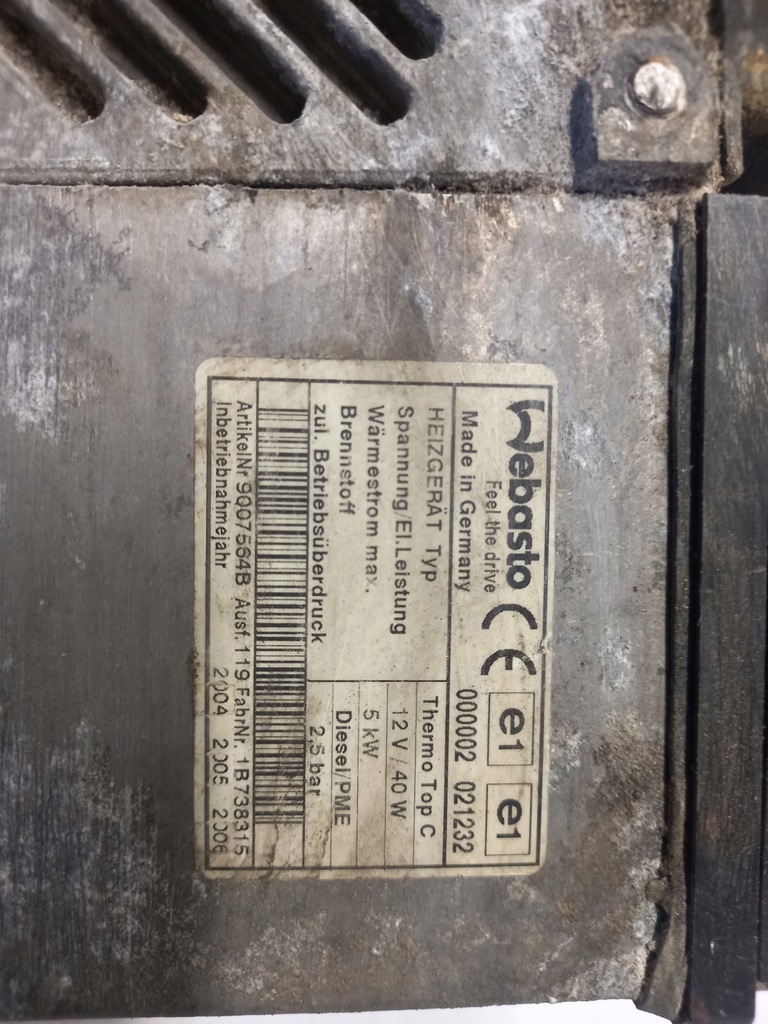 Webasto CE e1 e1
Feel the drive
Made in Germany 000002 021232
HEIZGERÄT Typ Thermo Top C
Spannung/El.Leistung 12 V / 40 W
Wärmestrom max. 5 kW
Brennstoff Diesel/PME
zul. Betriebsüberdruck 2,5 bar
ArtikelNr 9007564B Ausf. 119 FabrNr. 1B738315
Inbetriebnahmejahr 2004 2005 2006